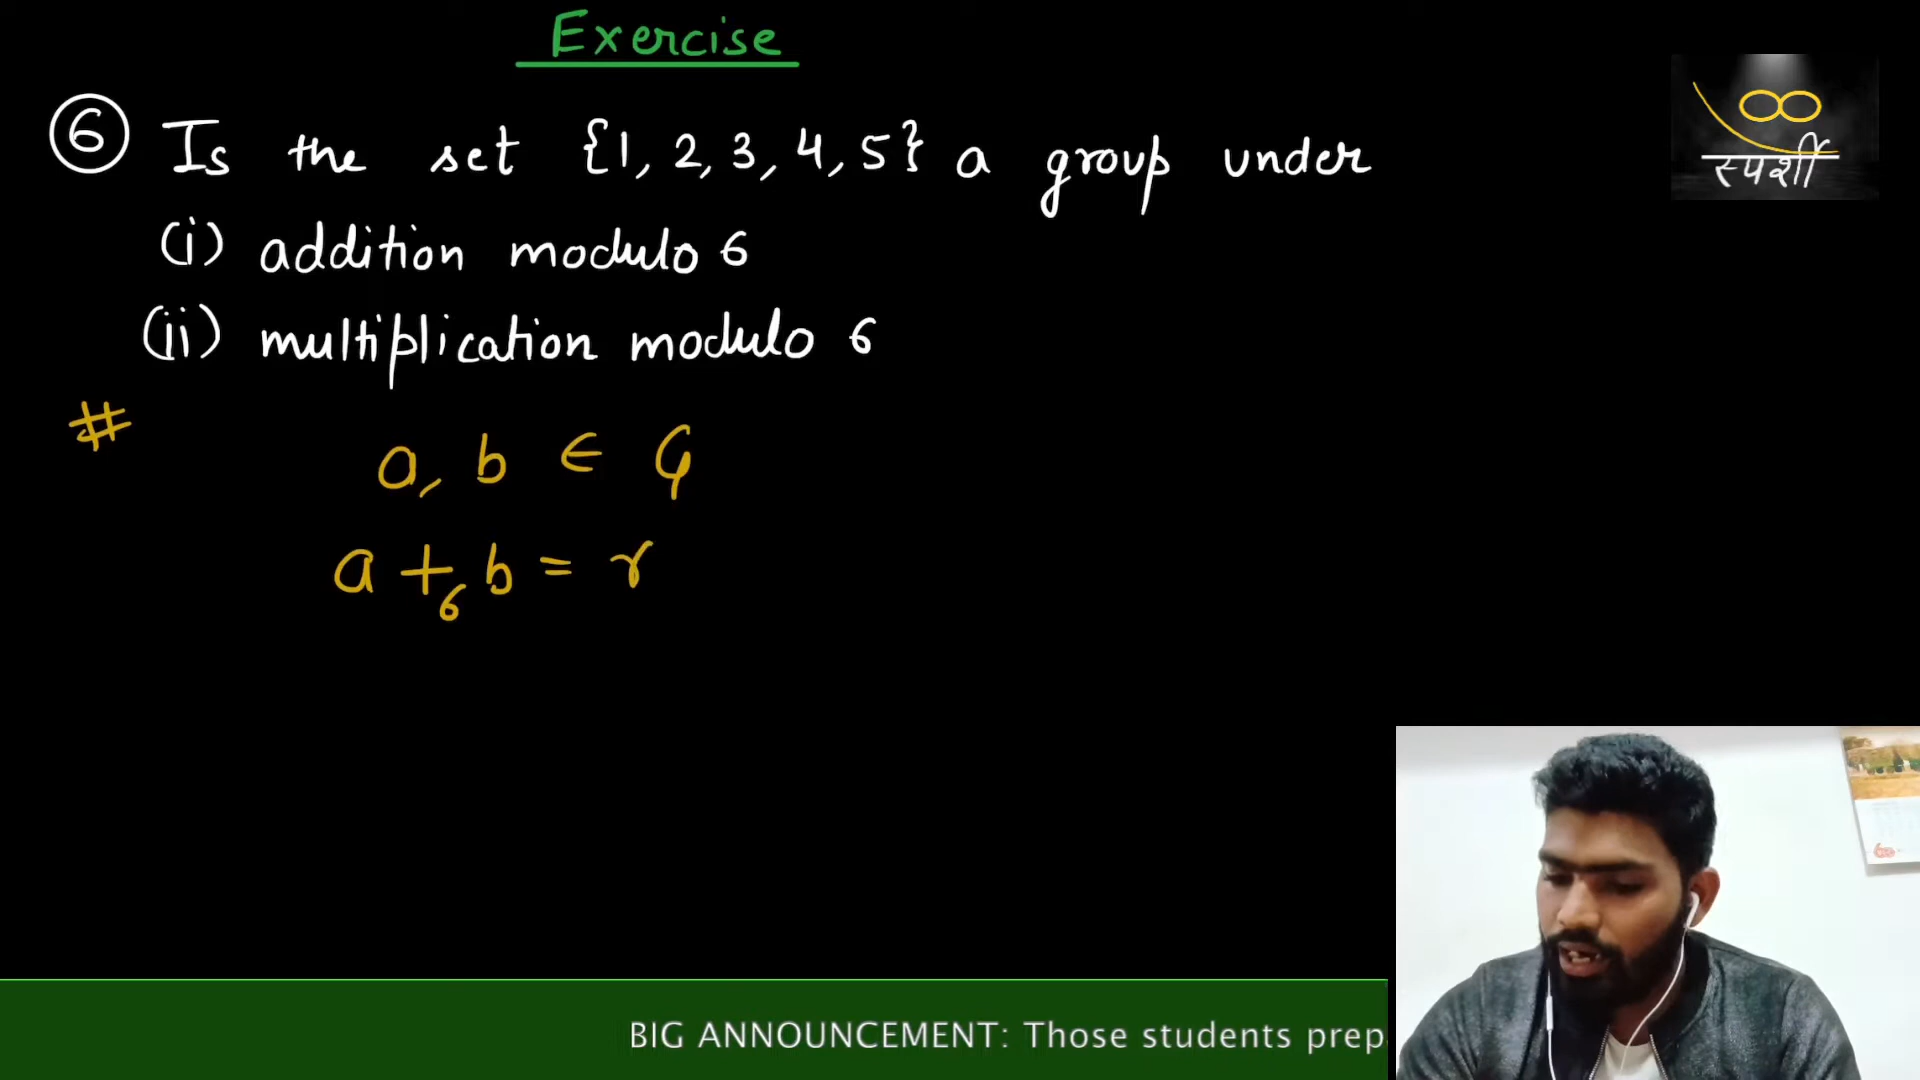 Exercise
⑥ Is the set {1, 2, 3, 4, 5} a group under
(i) addition modulo 6
(ii) multiplication modulo 6
#
a, b ∈ G
a +₆ b = r
स्पर्शी
BIG ANNOUNCEMENT: Those students prep